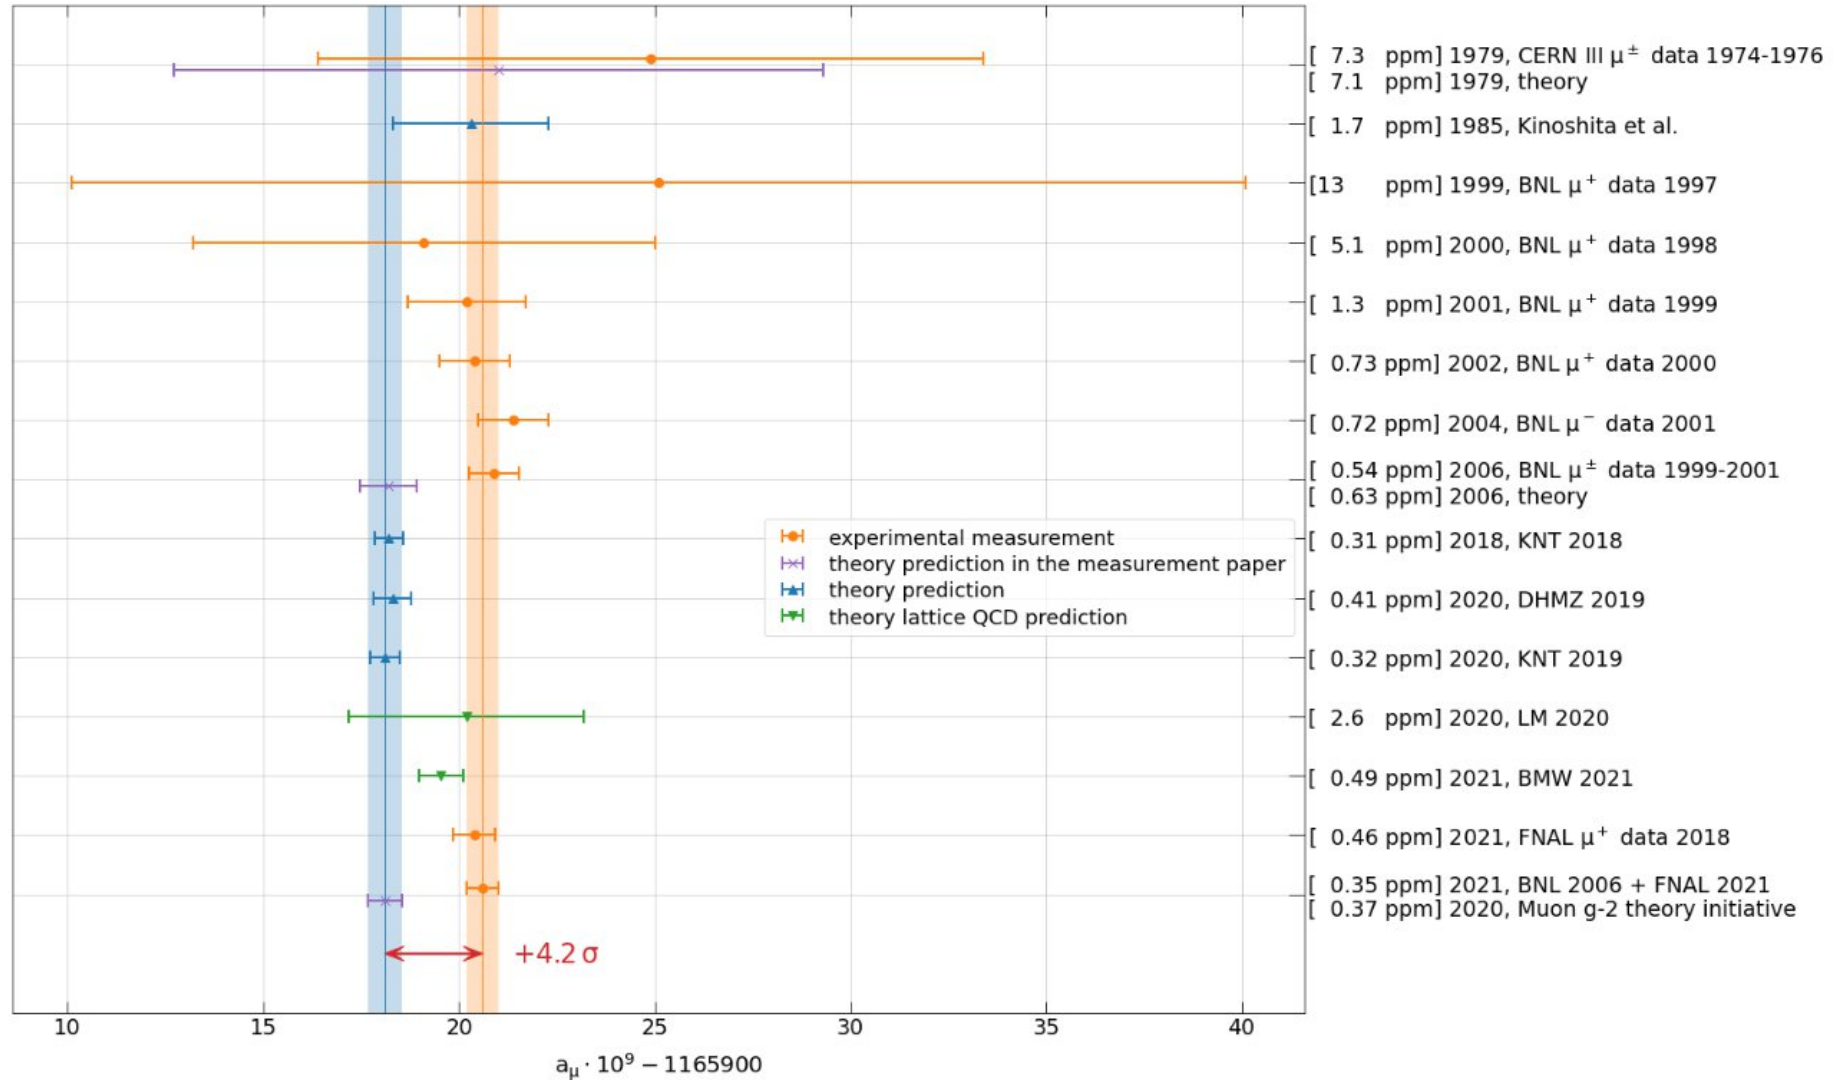 [ 7.3 ppm] 1979, CERN III μ± data 1974-1976
[ 7.1 ppm] 1979, theory
[ 1.7 ppm] 1985, Kinoshita et al.
[13 ppm] 1999, BNL μ⁺ data 1997
[ 5.1 ppm] 2000, BNL μ⁺ data 1998
[ 1.3 ppm] 2001, BNL μ⁺ data 1999
[ 0.73 ppm] 2002, BNL μ⁺ data 2000
[ 0.72 ppm] 2004, BNL μ⁻ data 2001
[ 0.54 ppm] 2006, BNL μ± data 1999-2001
[ 0.63 ppm] 2006, theory
experimental measurement
theory prediction in the measurement paper
theory prediction
theory lattice QCD prediction
[ 0.31 ppm] 2018, KNT 2018
[ 0.41 ppm] 2020, DHMZ 2019
[ 0.32 ppm] 2020, KNT 2019
[ 2.6 ppm] 2020, LM 2020
[ 0.49 ppm] 2021, BMW 2021
[ 0.46 ppm] 2021, FNAL μ⁺ data 2018
[ 0.35 ppm] 2021, BNL 2006 + FNAL 2021
[ 0.37 ppm] 2020, Muon g-2 theory initiative
+4.2 σ
10 15 20 25 30 35 40
aμ · 10⁹ − 1165900